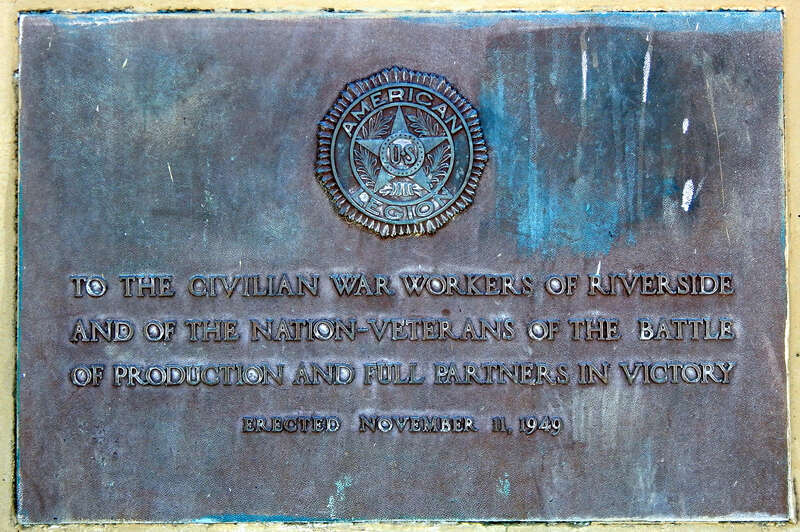 AMERICAN
U.S
LEGION
TO THE CIVILIAN WAR WORKERS OF RIVERSIDE
AND OF THE NATION-VETERANS OF THE BATTLE
OF PRODUCTION AND FULL PARTNERS IN VICTORY
ERECTED NOVEMBER 11, 1949